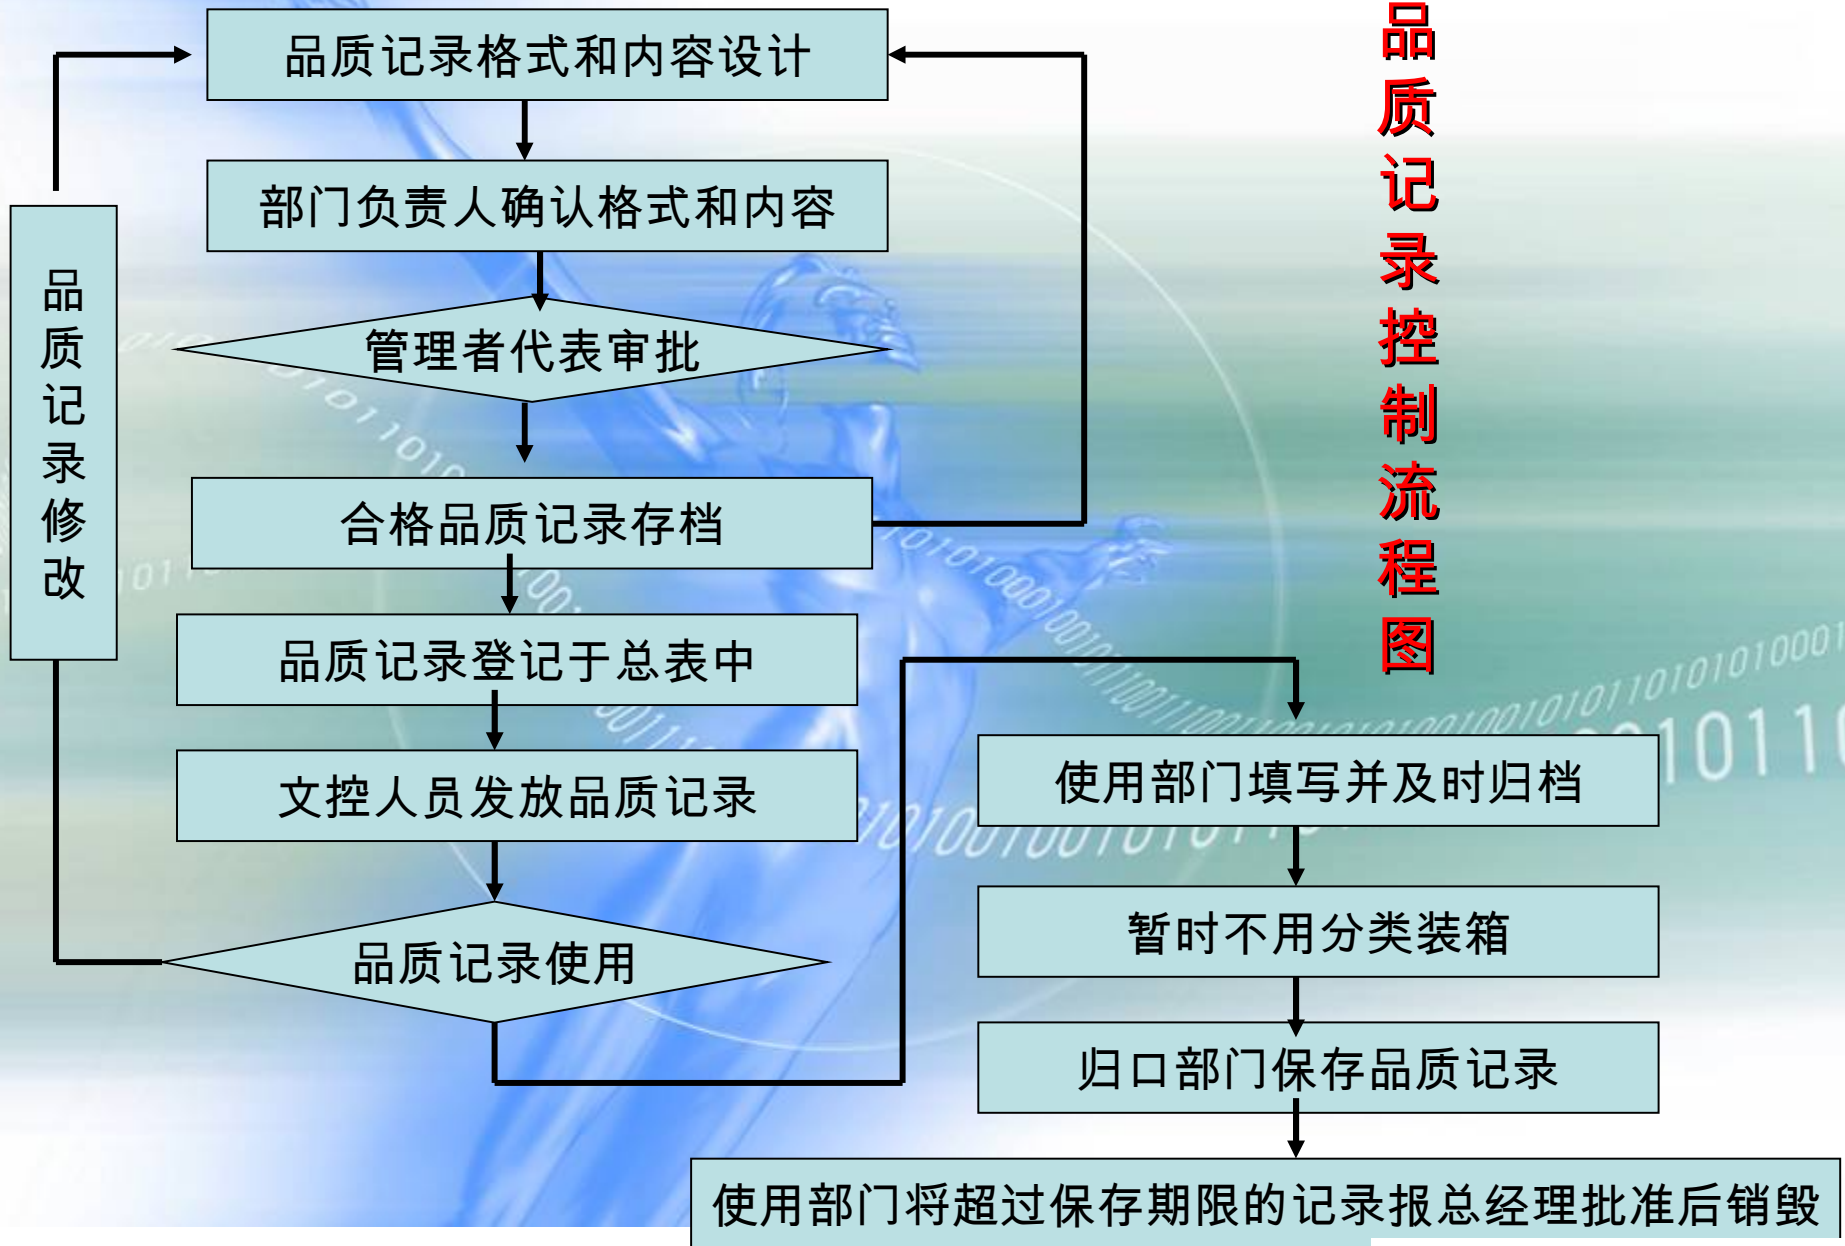 品质记录控制流程图
品质记录格式和内容设计
部门负责人确认格式和内容
管理者代表审批
合格品质记录存档
品质记录登记于总表中
文控人员发放品质记录
品质记录使用
品质记录修改
使用部门填写并及时归档
暂时不用分类装箱
归口部门保存品质记录
使用部门将超过保存期限的记录报总经理批准后销毁